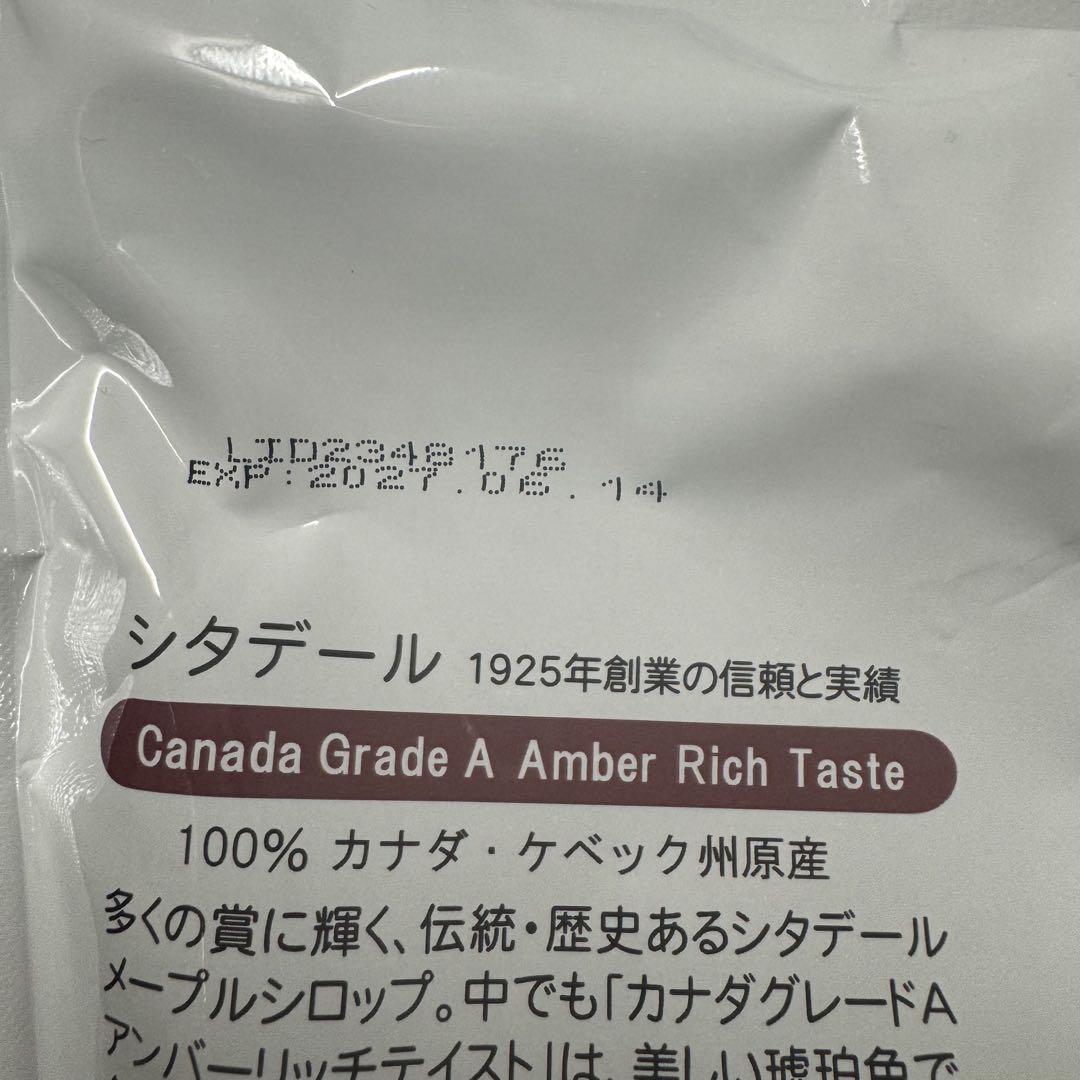 LTD2348176
EXP:2027.06.14
シタデール 1925年創業の信頼と実績
Canada Grade A Amber Rich Taste
100% カナダ・ケベック州原産
多くの賞に輝く、伝統・歴史あるシタデール
メープルシロップ。中でも「カナダグレードA
アンバーリッチテイスト」は、美しい琥珀色で